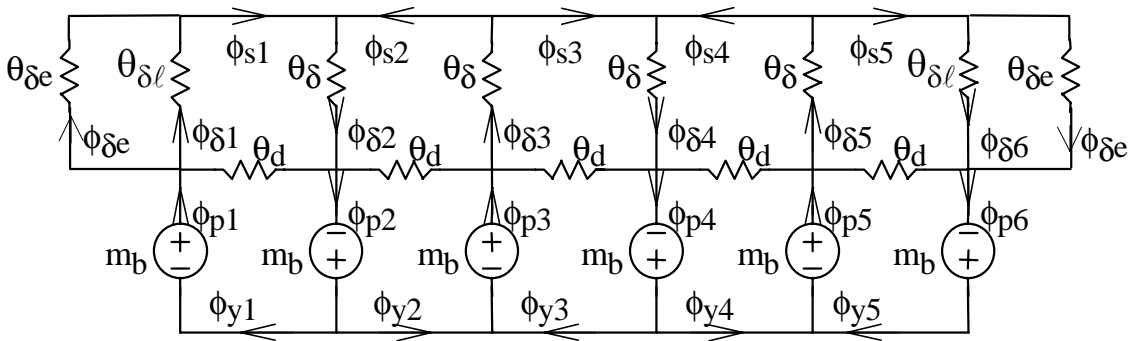 ϕs1 ϕs2 ϕs3 ϕs4 ϕs5
θδe θδℓ θδ θδ θδ θδ θδℓ θδe
ϕδe ϕδ1 ϕδ2 ϕδ3 ϕδ4 ϕδ5 ϕδ6 ϕδe
θd θd θd θd θd
ϕp1 ϕp2 ϕp3 ϕp4 ϕp5 ϕp6
+ − + − + −
mb mb mb mb mb mb
− + − + − +
ϕy1 ϕy2 ϕy3 ϕy4 ϕy5